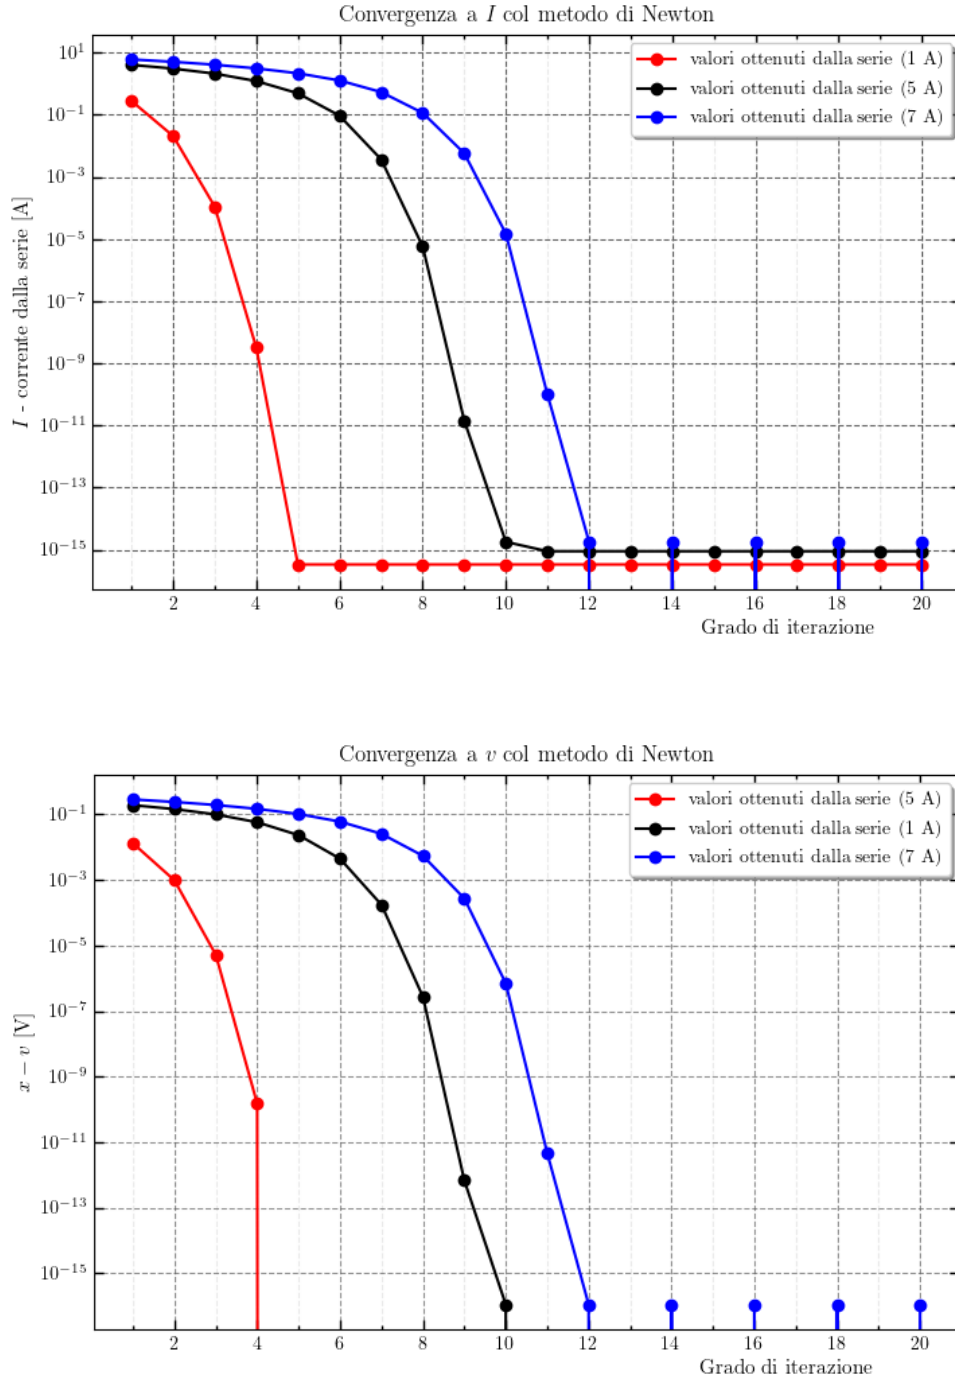 Convergenza a I col metodo di Newton
I - corrente dalla serie [A]
10¹
10⁻¹
10⁻³
10⁻⁵
10⁻⁷
10⁻⁹
10⁻¹¹
10⁻¹³
10⁻¹⁵
valori ottenuti dalla serie (1 A)
valori ottenuti dalla serie (5 A)
valori ottenuti dalla serie (7 A)
2 4 6 8 10 12 14 16 18 20
Grado di iterazione
Convergenza a v col metodo di Newton
x − v [V]
10⁻¹
10⁻³
10⁻⁵
10⁻⁷
10⁻⁹
10⁻¹¹
10⁻¹³
10⁻¹⁵
valori ottenuti dalla serie (5 A)
valori ottenuti dalla serie (1 A)
valori ottenuti dalla serie (7 A)
2 4 6 8 10 12 14 16 18 20
Grado di iterazione